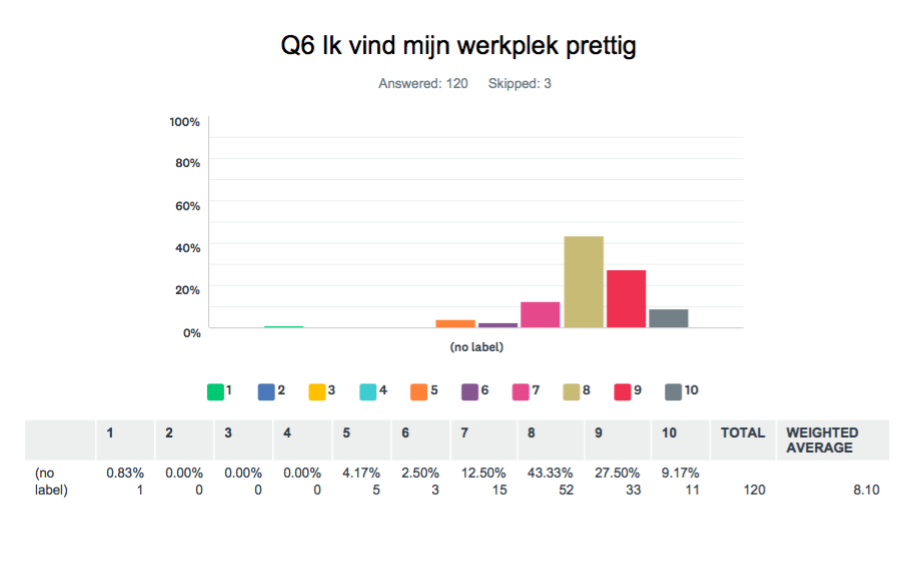 Q6 Ik vind mijn werkplek prettig
Answered: 120 Skipped: 3
100%
80%
60%
40%
20%
0%
(no label)
1 2 3 4 5 6 7 8 9 10
1 2 3 4 5 6 7 8 9 10 TOTAL WEIGHTED
AVERAGE
(no 0.83% 0.00% 0.00% 0.00% 4.17% 2.50% 12.50% 43.33% 27.50% 9.17%
label) 1 0 0 0 5 3 15 52 33 11 120 8.10